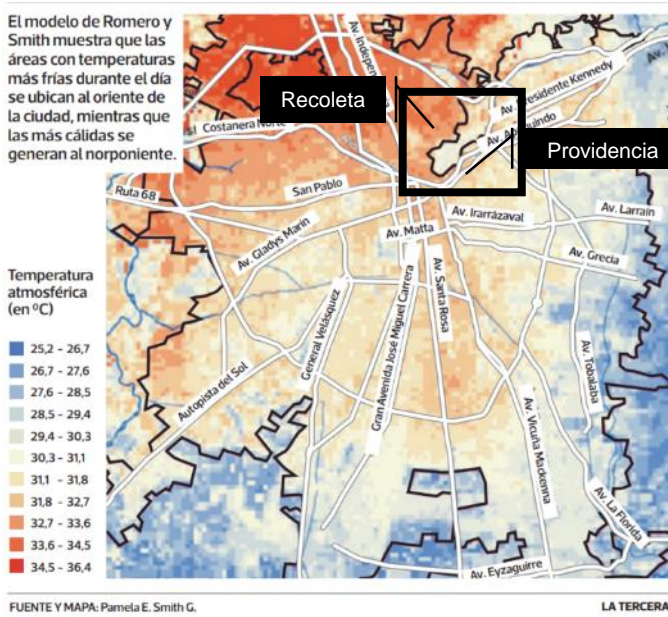 El modelo de Romero y
Smith muestra que las
áreas con temperaturas
más frías durante el día
se ubican al oriente de
la ciudad, mientras que
las más cálidas se
generan al norponiente.
Av. Indepen
Recoleta
Av. Presidente Kennedy
Costanera Norte
Providencia
Ruta 68
San Pablo
Av. Irarrázaval
Av. Larraín
Av. Matta
Av. Gladys Marín
Av. Grecia
Temperatura
atmosférica
(en ºC)
General Velásquez
Gran Avenida José Miguel Carrera
Av. Santa Rosa
Av. Tobalaba
Autopista del Sol
Av. Vicuña Mackenna
Av. La Florida
Av. Eyzaguirre
25,2 - 26,7
26,7 - 27,6
27,6 - 28,5
28,5 - 29,4
29,4 - 30,3
30,3 - 31,1
31,1 - 31,8
31,8 - 32,7
32,7 - 33,6
33,6 - 34,5
34,5 - 36,4
FUENTE Y MAPA: Pamela E. Smith G.
LA TERCERA